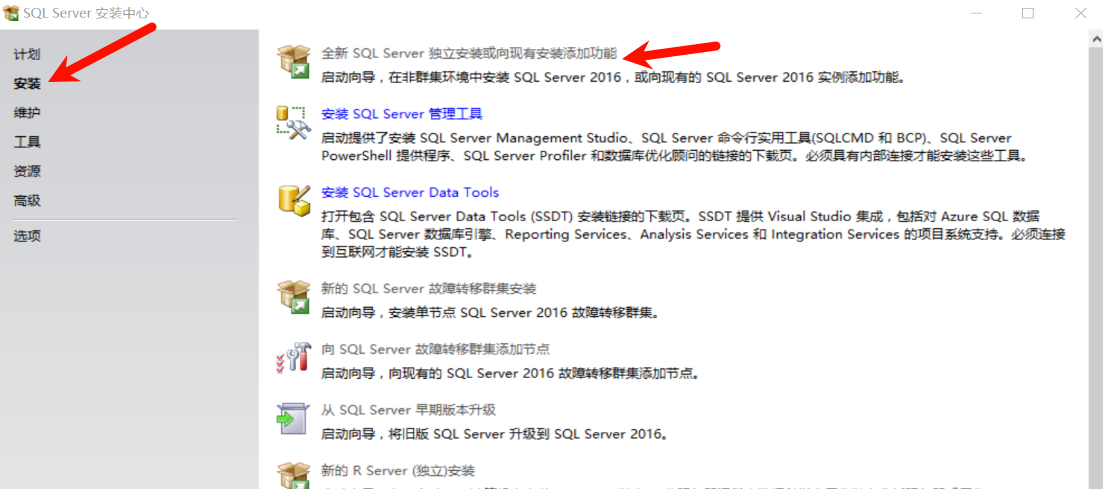 SQL Server 安装中心
计划
安装
维护
工具
资源
高级
选项
全新 SQL Server 独立安装或向现有安装添加功能
启动向导，在非群集环境中安装 SQL Server 2016，或向现有的 SQL Server 2016 实例添加功能。
安装 SQL Server 管理工具
启动提供了安装 SQL Server Management Studio、SQL Server 命令行实用工具(SQLCMD 和 BCP)、SQL Server
PowerShell 提供程序、SQL Server Profiler 和数据库优化顾问的链接的下载页。必须具有内部连接才能安装这些工具。
安装 SQL Server Data Tools
打开包含 SQL Server Data Tools (SSDT) 安装链接的下载页。SSDT 提供 Visual Studio 集成，包括对 Azure SQL 数据
库、SQL Server 数据库引擎、Reporting Services、Analysis Services 和 Integration Services 的项目系统支持。必须连接
到互联网才能安装 SSDT。
新的 SQL Server 故障转移群集安装
启动向导，安装单节点 SQL Server 2016 故障转移群集。
向 SQL Server 故障转移群集添加节点
启动向导，向现有的 SQL Server 2016 故障转移群集添加节点。
从 SQL Server 早期版本升级
启动向导，将旧版 SQL Server 升级到 SQL Server 2016。
新的 R Server (独立)安装